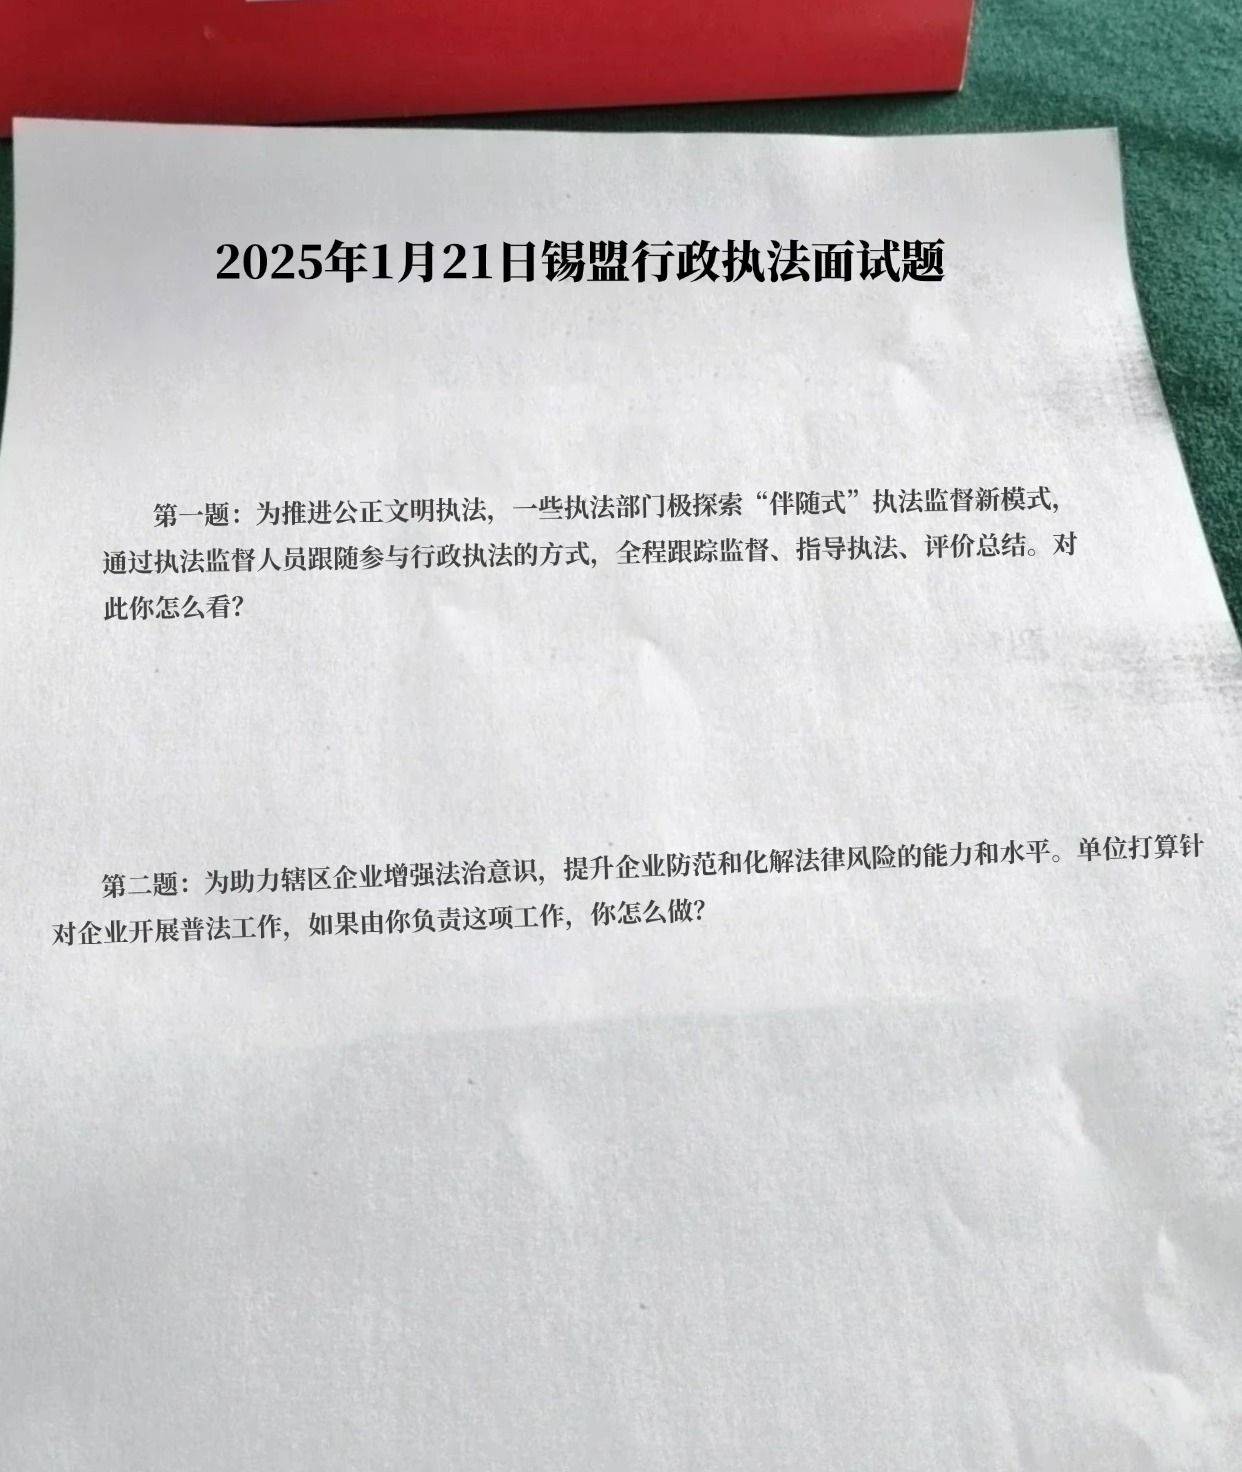 2025年1月21日锡盟行政执法面试题
第一题：为推进公正文明执法，一些执法部门极探索“伴随式”执法监督新模式，
通过执法监督人员跟随参与行政执法的方式，全程跟踪监督、指导执法、评价总结。对
此你怎么看？
第二题：为助力辖区企业增强法治意识，提升企业防范和化解法律风险的能力和水平。单位打算针
对企业开展普法工作，如果由你负责这项工作，你怎么做？